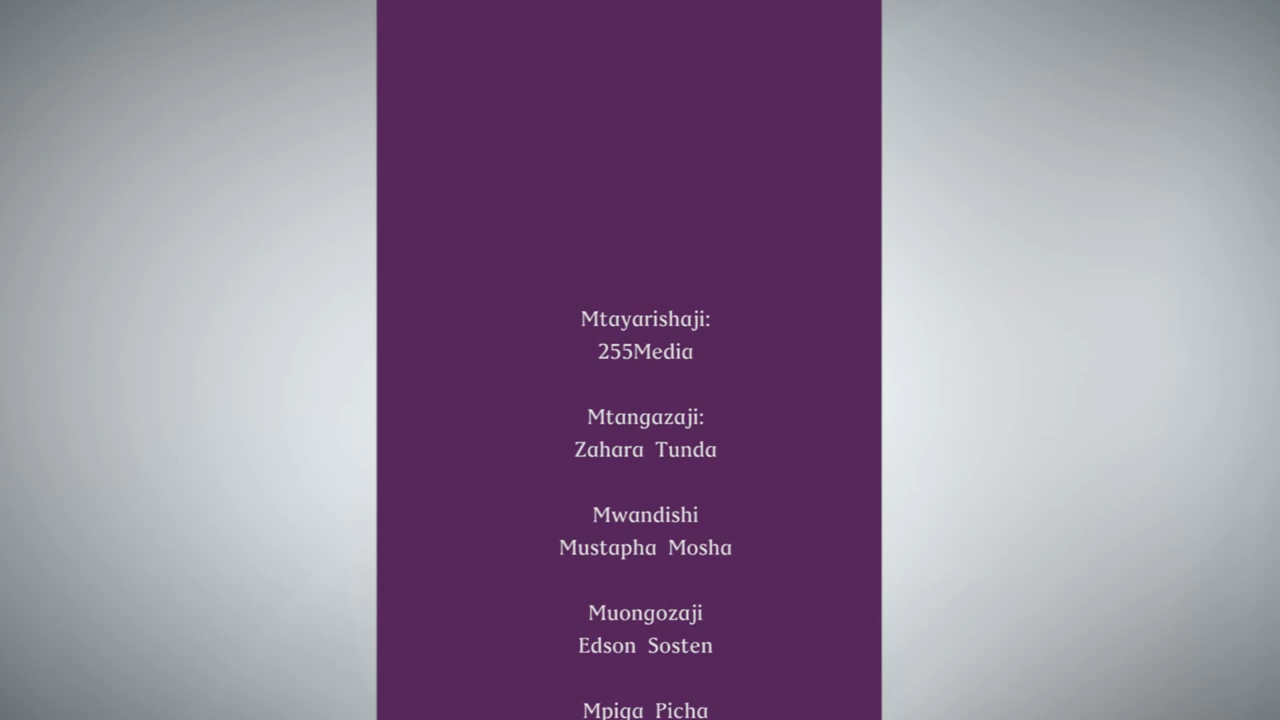 Mtayarishaji:
255Media
Mtangazaji:
Zahara Tunda
Mwandishi
Mustapha Mosha
Muongozaji
Edson Sosten
Mpiga Picha